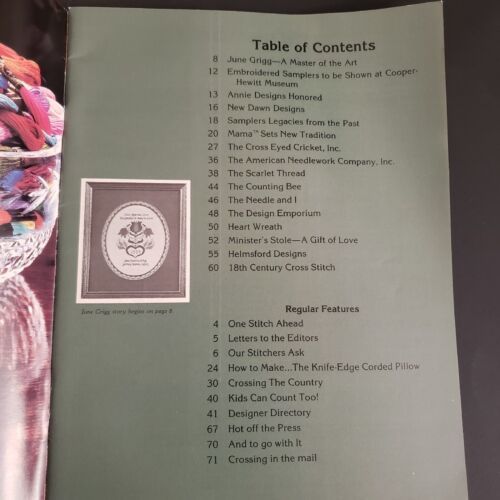 Table of Contents
8 June Grigg—A Master of the Art
12 Embroidered Samplers to be Shown at Cooper-
Hewitt Museum
13 Annie Designs Honored
16 New Dawn Designs
18 Samplers Legacies from the Past
20 Mama™ Sets New Tradition
27 The Cross Eyed Cricket, Inc.
36 The American Needlework Company, Inc.
38 The Scarlet Thread
44 The Counting Bee
46 The Needle and I
48 The Design Emporium
50 Heart Wreath
52 Minister's Stole—A Gift of Love
55 Helmsford Designs
60 18th Century Cross Stitch
June Grigg story begins on page 8
Regular Features
4 One Stitch Ahead
5 Letters to the Editors
6 Our Stitchers Ask
24 How to Make...The Knife-Edge Corded Pillow
30 Crossing The Country
40 Kids Can Count Too!
41 Designer Directory
67 Hot off the Press
70 And to go with It
71 Crossing in the mail